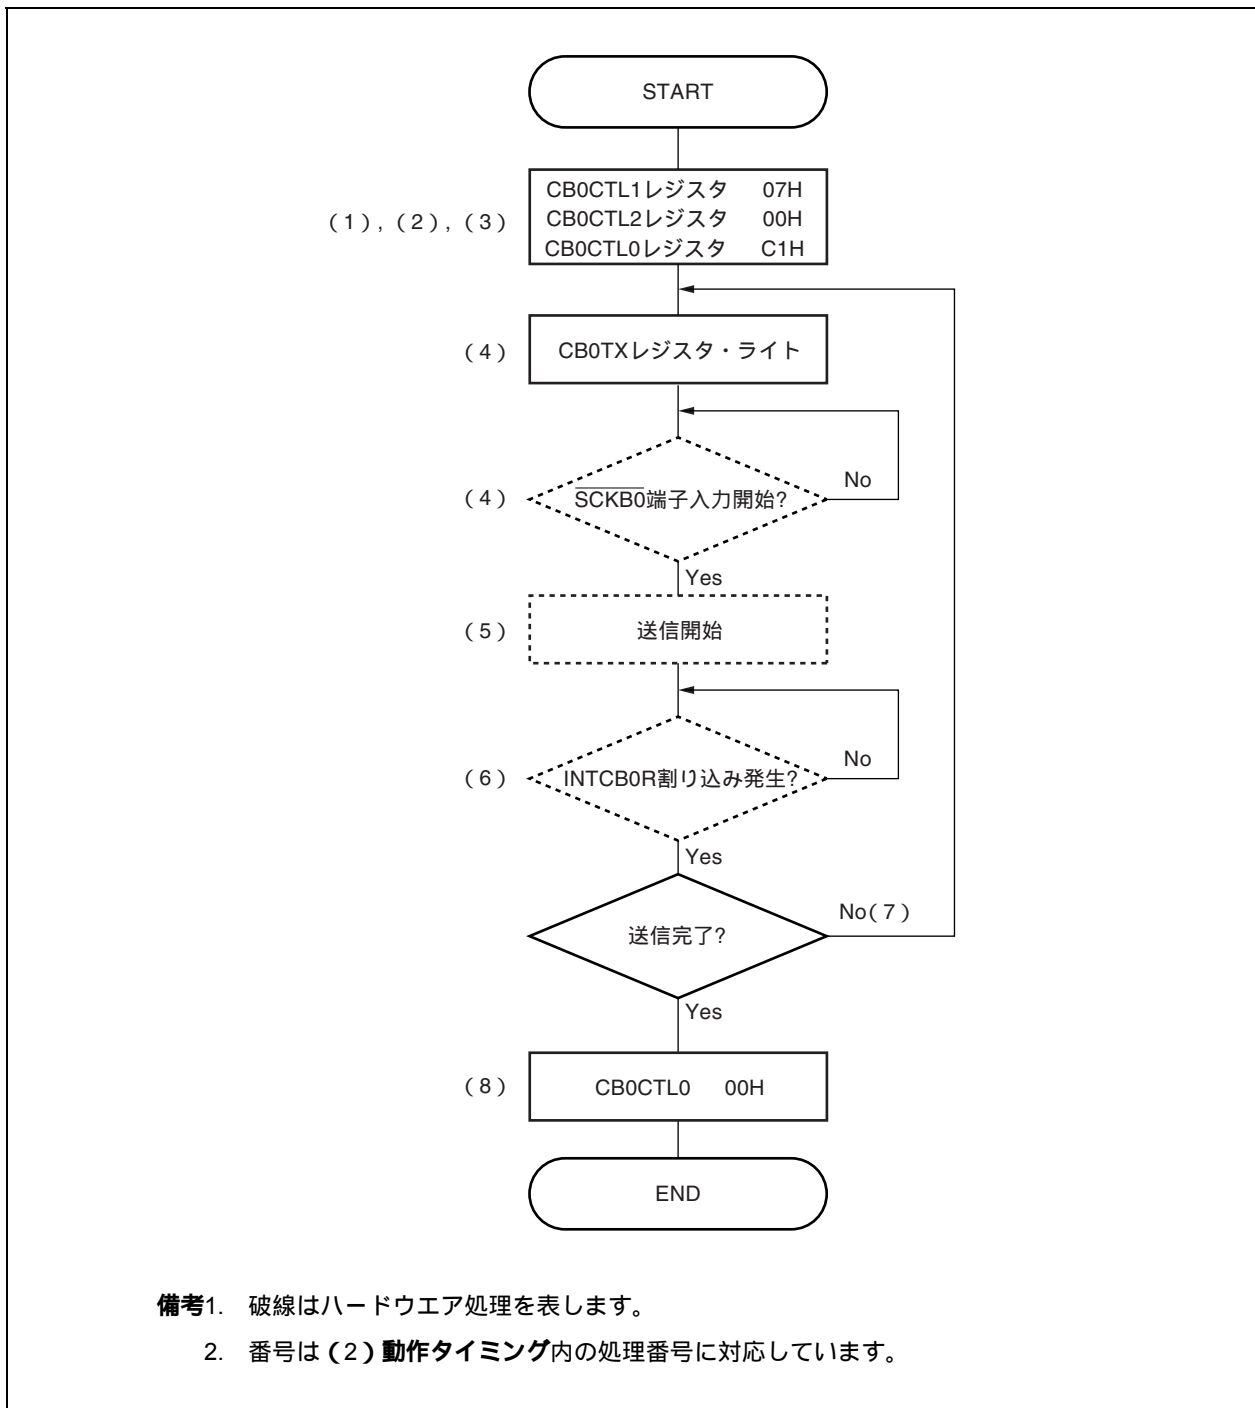 START
(1), (2), (3)
CB0CTL1レジスタ 07H
CB0CTL2レジスタ 00H
CB0CTL0レジスタ C1H
(4)
CB0TXレジスタ・ライト
(4)
SCKB0端子入力開始?
No
Yes
(5)
送信開始
(6)
INTCB0R割り込み発生?
No
Yes
送信完了?
No(7)
Yes
(8)
CB0CTL0 00H
END
備考1. 破線はハードウエア処理を表します。
2. 番号は(2)動作タイミング内の処理番号に対応しています。